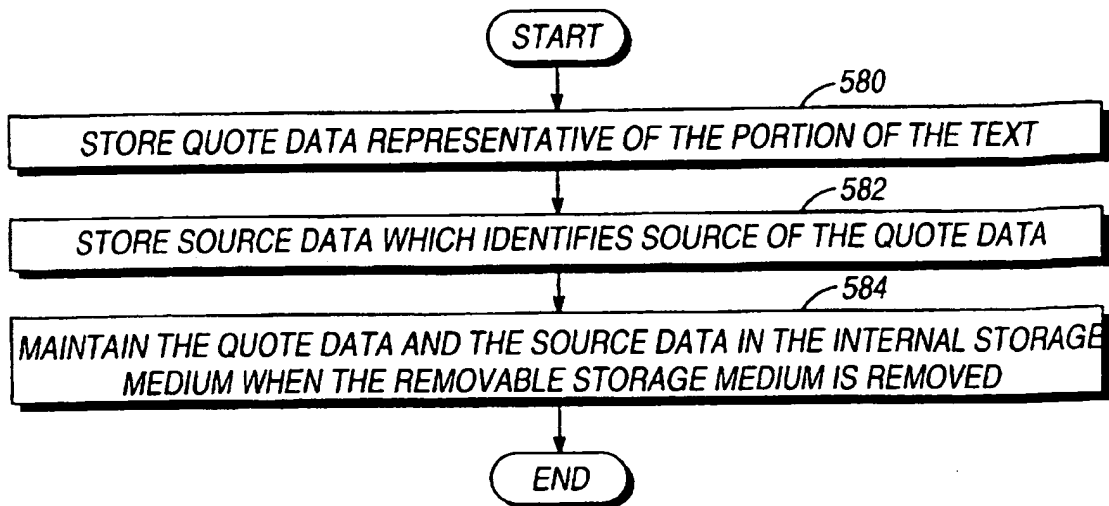 START
580
STORE QUOTE DATA REPRESENTATIVE OF THE PORTION OF THE TEXT
582
STORE SOURCE DATA WHICH IDENTIFIES SOURCE OF THE QUOTE DATA
584
MAINTAIN THE QUOTE DATA AND THE SOURCE DATA IN THE INTERNAL STORAGE
MEDIUM WHEN THE REMOVABLE STORAGE MEDIUM IS REMOVED
END